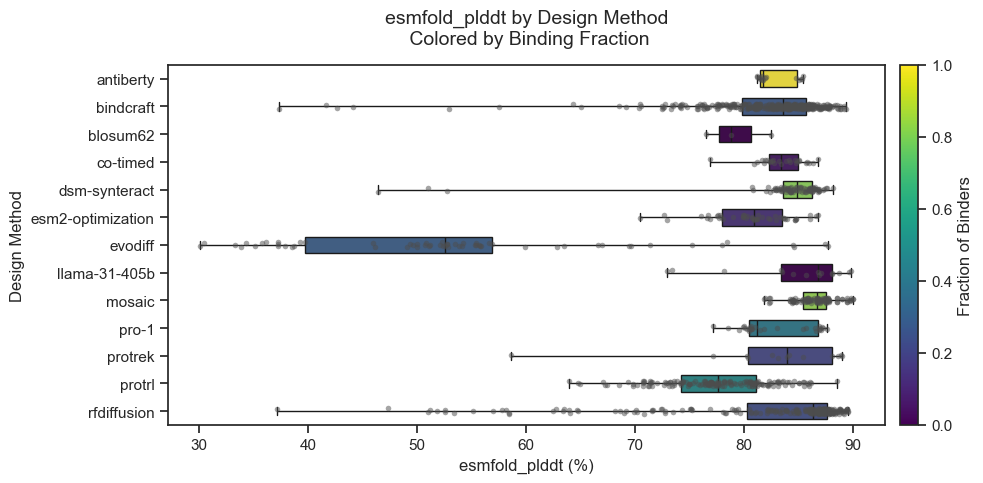 esmfold_plddt by Design Method
Colored by Binding Fraction
Design Method
antiberty
bindcraft
blosum62
co-timed
dsm-synteract
esm2-optimization
evodiff
llama-31-405b
mosaic
pro-1
protrek
protrl
rfdiffusion
30 40 50 60 70 80 90
esmfold_plddt (%)
1.0
0.8
0.6
0.4
0.2
0.0
Fraction of Binders